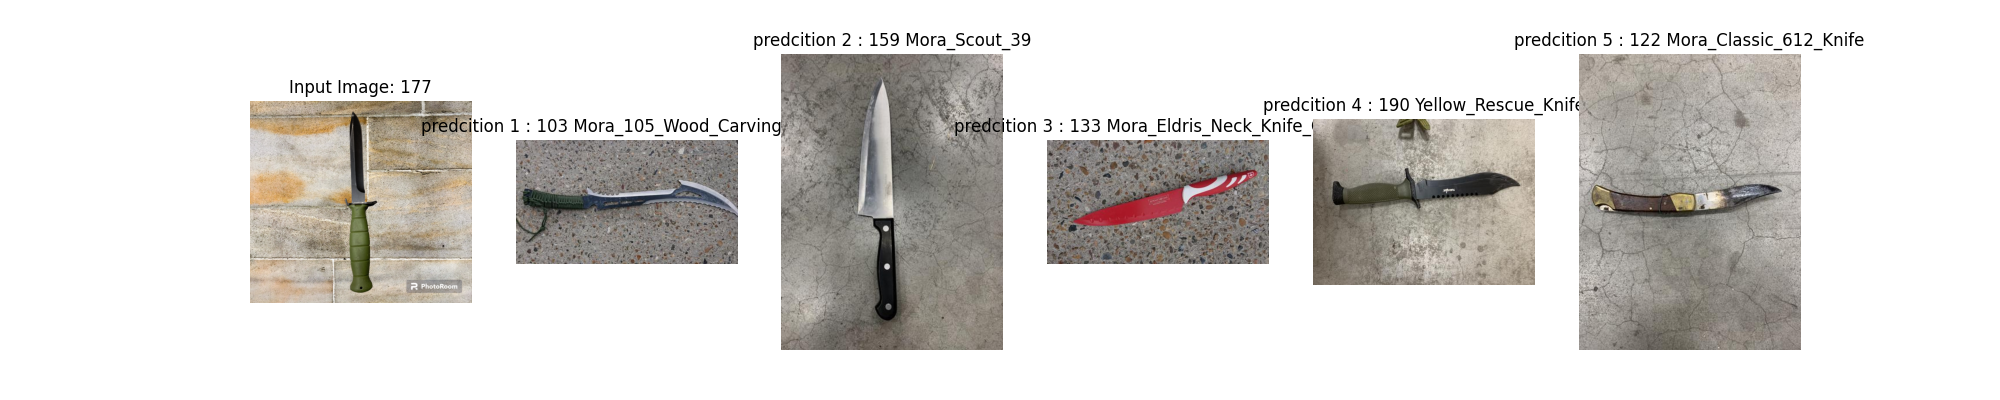 Input Image: 177
predcition 1 : 103 Mora_105_Wood_Carving
predcition 2 : 159 Mora_Scout_39
predcition 3 : 133 Mora_Eldris_Neck_Knife_
predcition 4 : 190 Yellow_Rescue_Knife
predcition 5 : 122 Mora_Classic_612_Knife
PhotoRoom